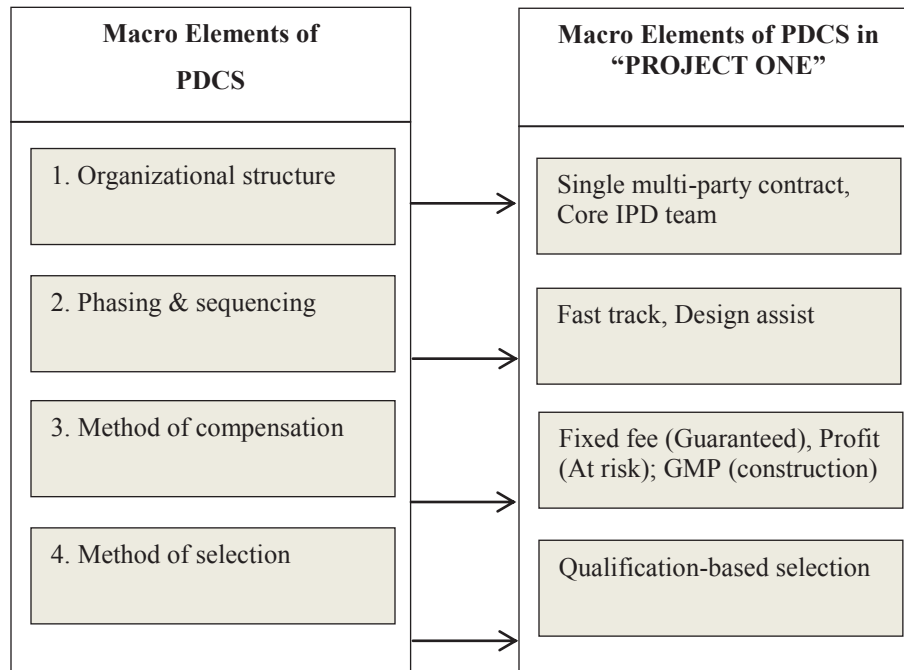 Macro Elements of
PDCS
1. Organizational structure
2. Phasing & sequencing
3. Method of compensation
4. Method of selection
Macro Elements of PDCS in
“PROJECT ONE”
Single multi-party contract,
Core IPD team
Fast track, Design assist
Fixed fee (Guaranteed), Profit
(At risk); GMP (construction)
Qualification-based selection